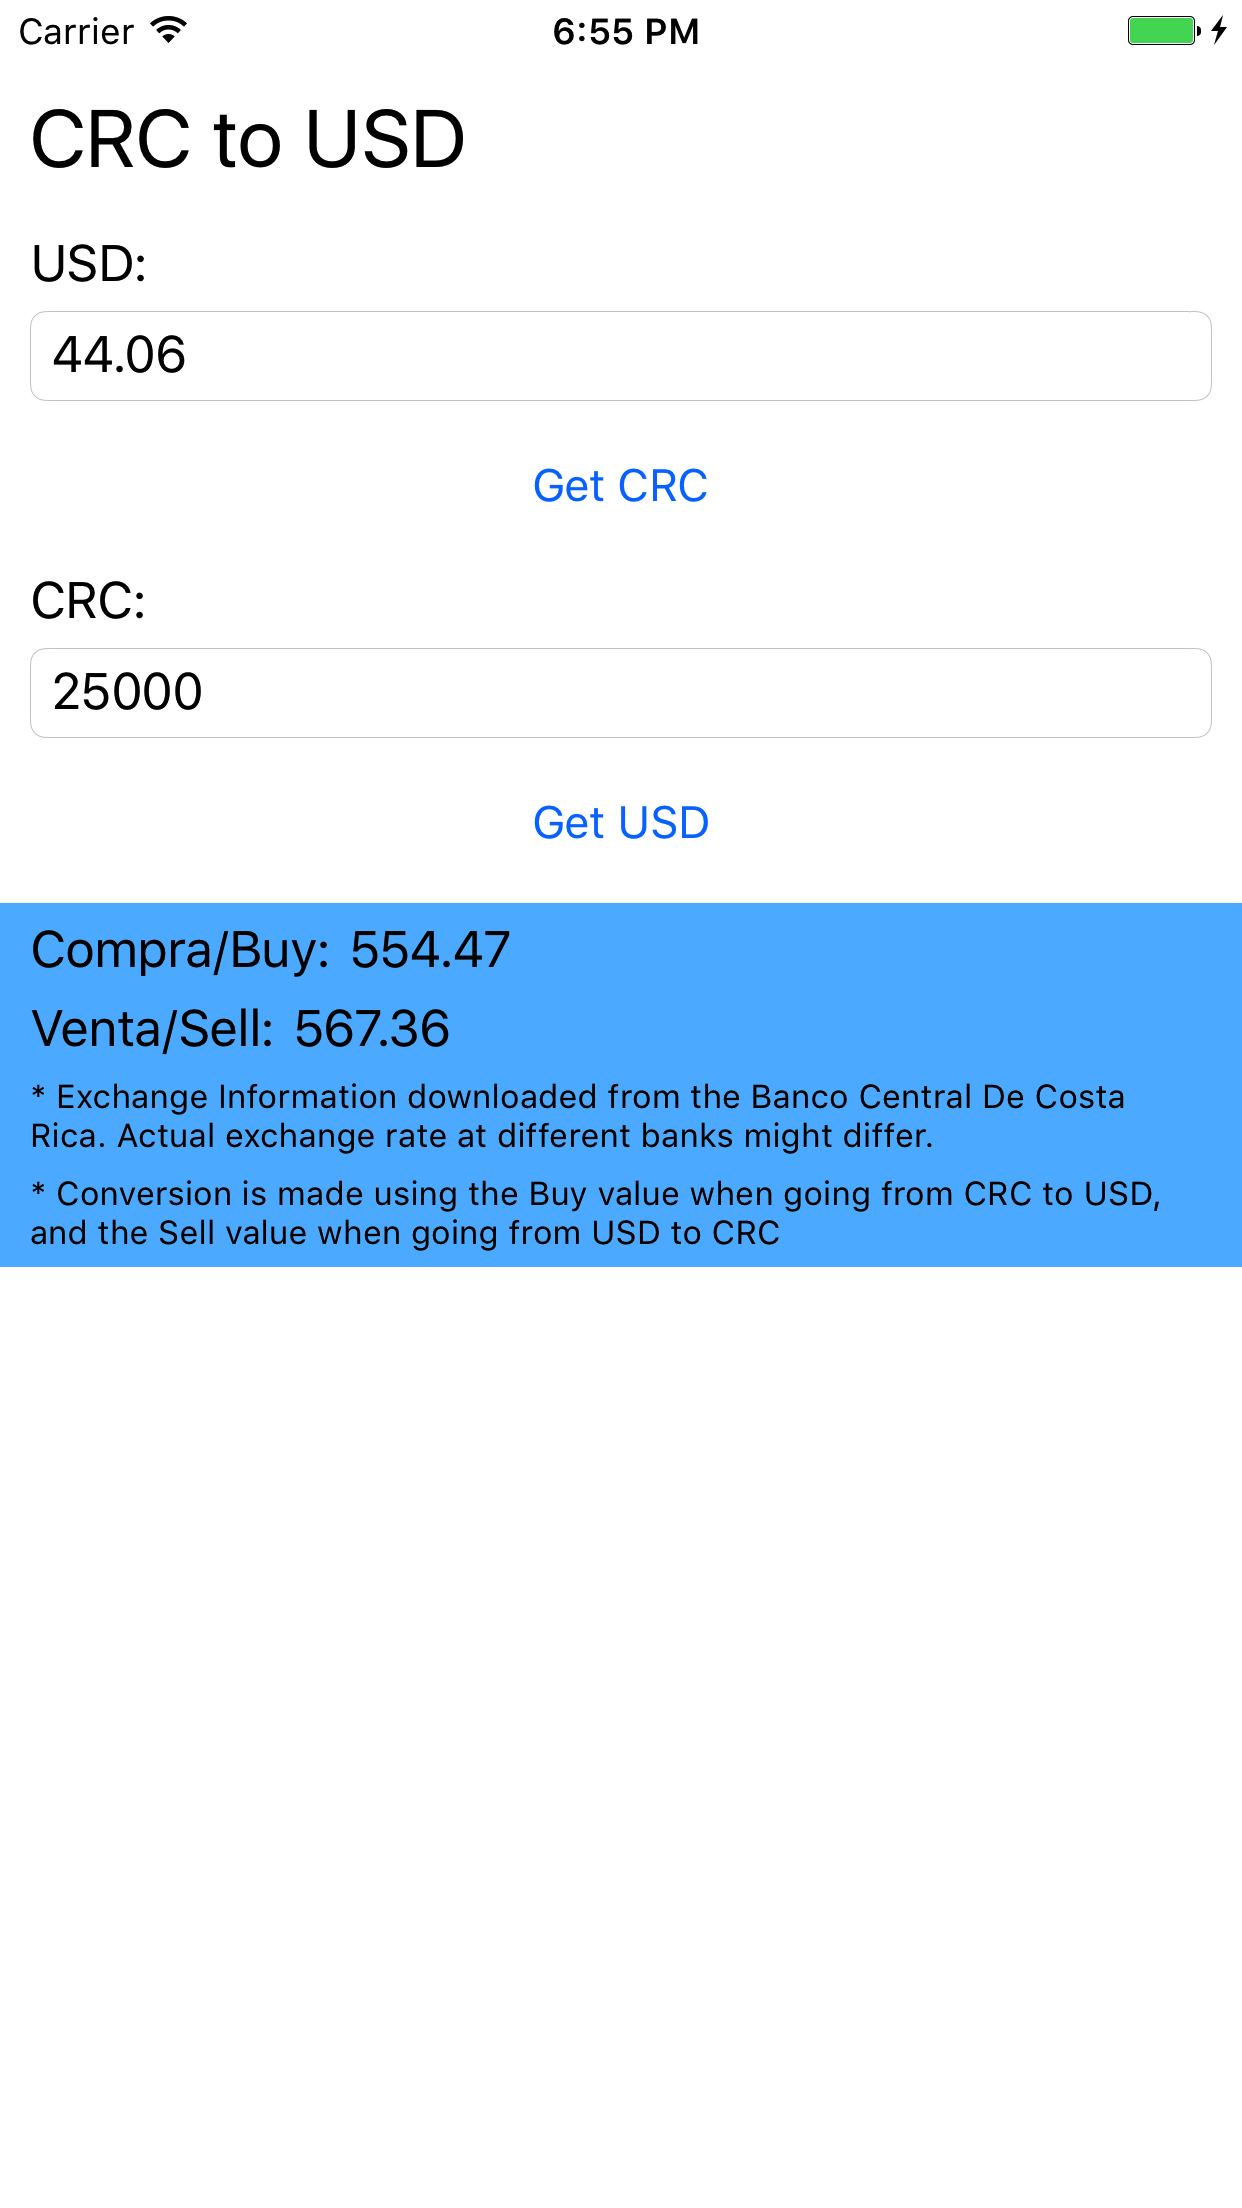 Carrier 6:55 PM
CRC to USD
USD:
44.06
Get CRC
CRC:
25000
Get USD
Compra/Buy: 554.47
Venta/Sell: 567.36
* Exchange Information downloaded from the Banco Central De Costa
Rica. Actual exchange rate at different banks might differ.
* Conversion is made using the Buy value when going from CRC to USD,
and the Sell value when going from USD to CRC